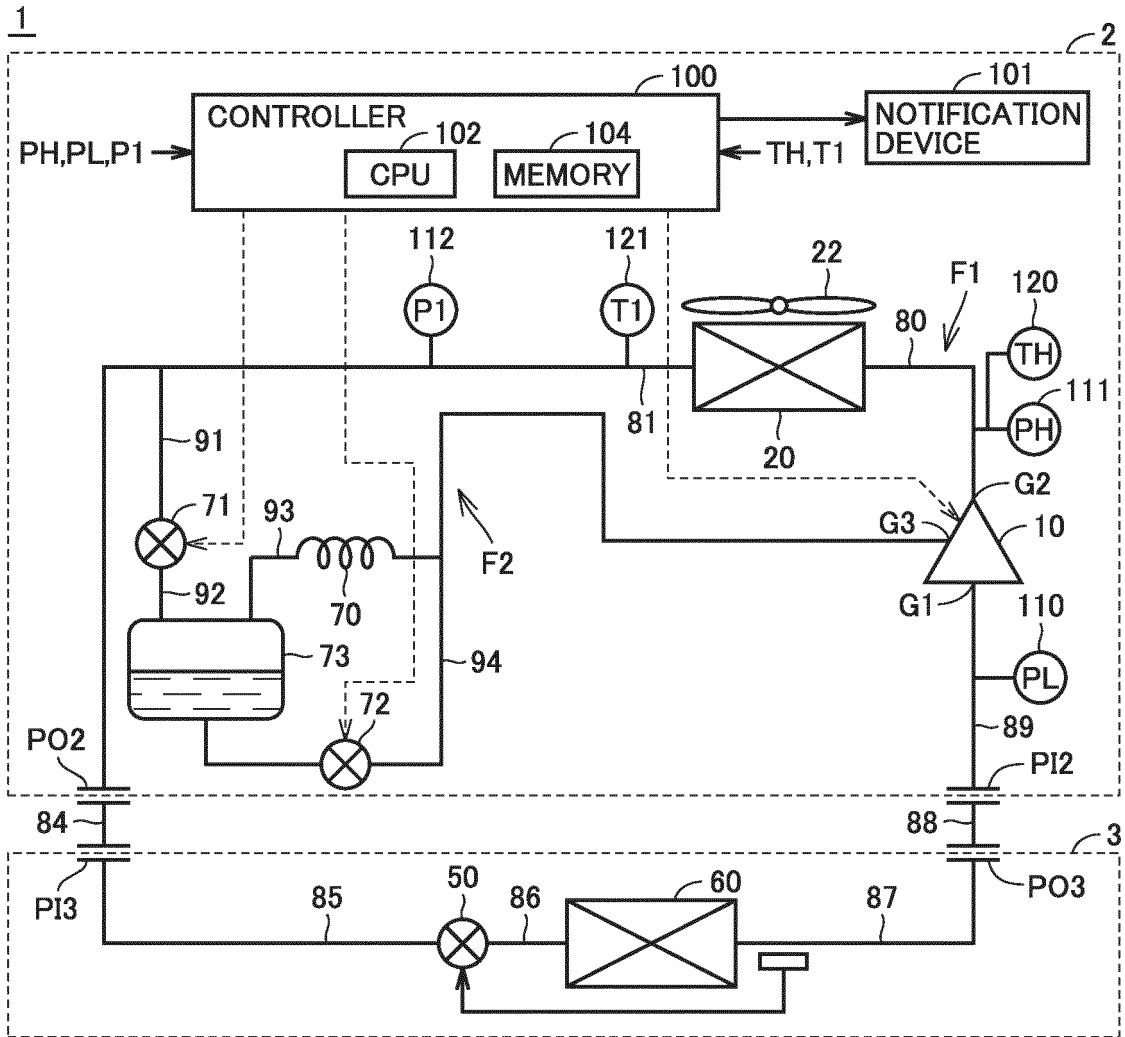 1
2
100
101
CONTROLLER
NOTIFICATION
DEVICE
102
104
PH,PL,P1
TH,T1
CPU
MEMORY
112
121
22
F1
120
P1
T1
80
TH
111
81
PH
91
20
G2
71
93
G3
10
F2
92
70
G1
110
73
94
PL
72
89
PO2
PI2
84
88
3
PI3
50
60
PO3
85
86
87